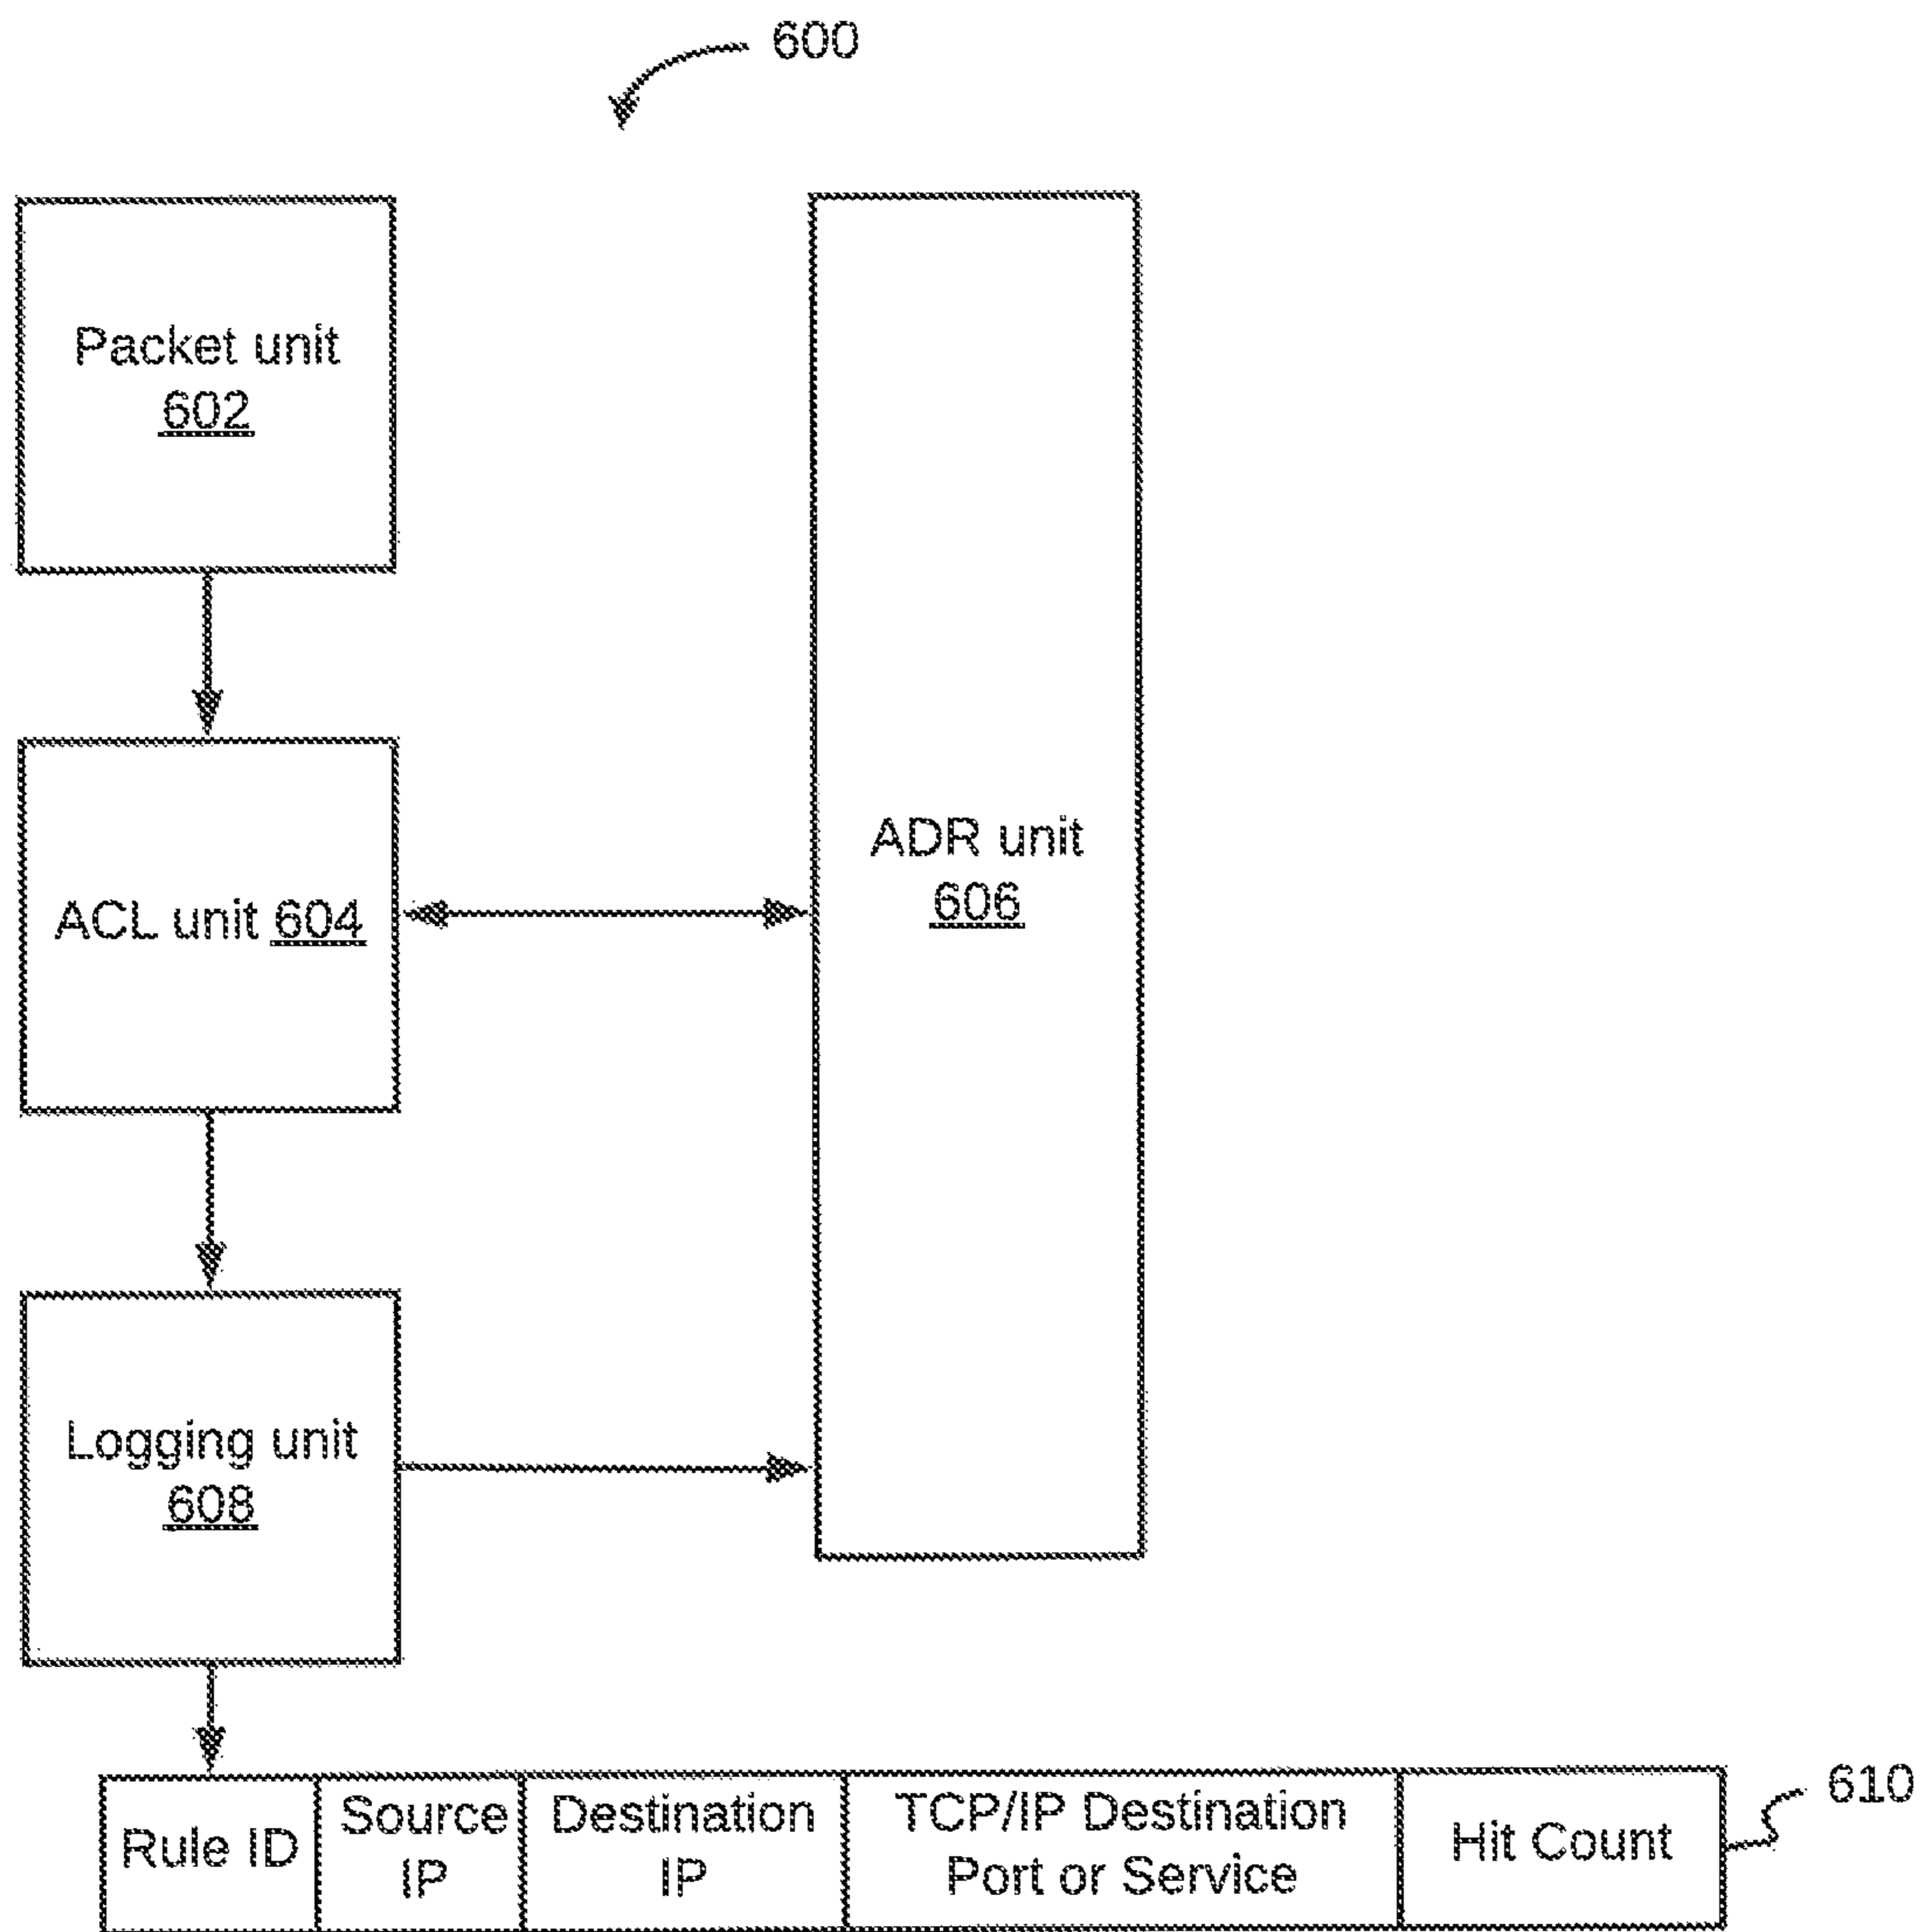 600
Packet unit
602
ADR unit
606
ACL unit 604
Logging unit
608
Rule ID
Source
IP
Destination
IP
TCP/IP Destination
Port or Service
Hit Count
610